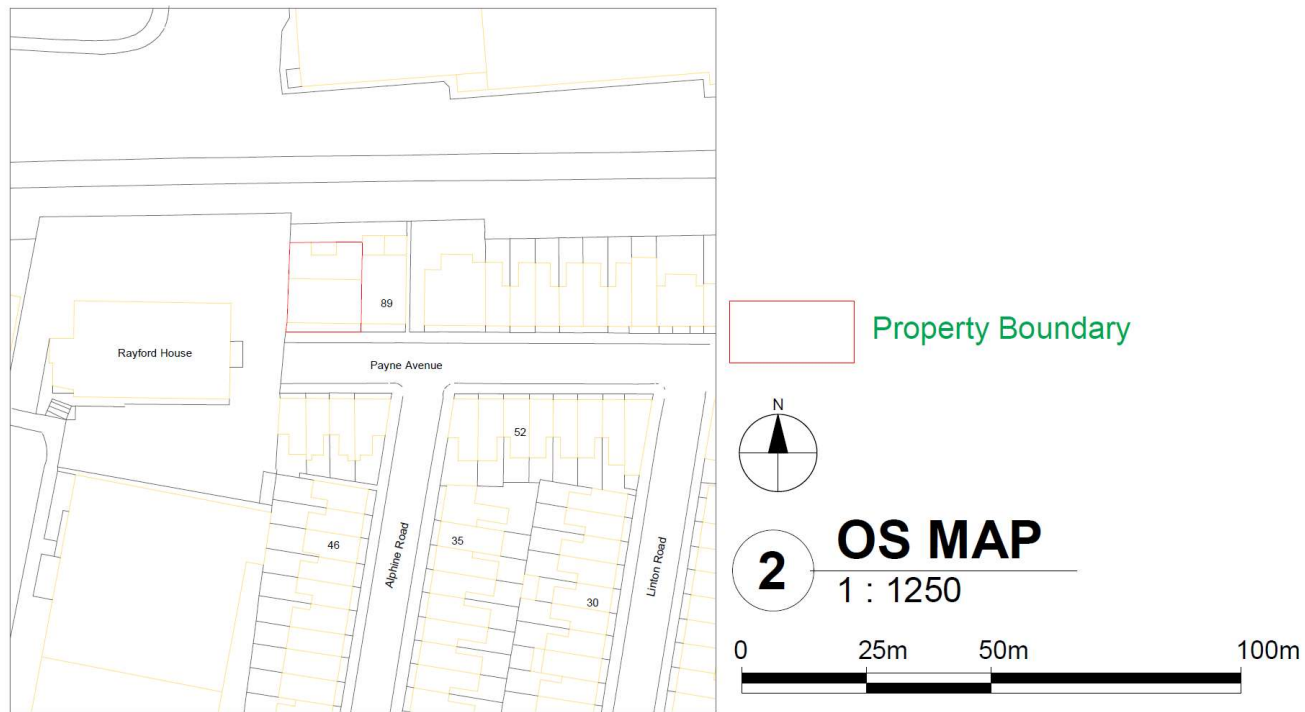 89
Rayford House
Payne Avenue
52
46
Alphine Road
35
Linton Road
30
Property Boundary
N
2
OS MAP
1 : 1250
0 25m 50m 100m